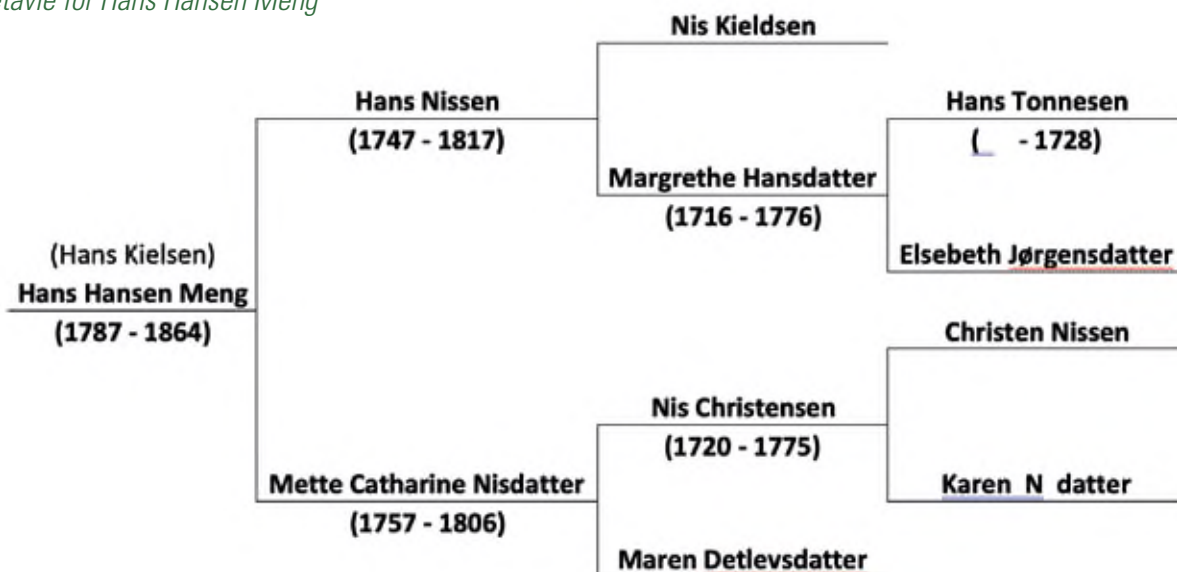 for Hans Hansen Meng
Nis Kieldsen
Hans Nissen
(1747 - 1817)
Hans Tonnesen
( - 1728)
Margrethe Hansdatter
(1716 - 1776)
(Hans Kielsen)
Hans Hansen Meng
(1787 - 1864)
Elsebeth Jørgensdatter
Christen Nissen
Nis Christensen
(1720 - 1775)
Mette Catharine Nisdatter
(1757 - 1806)
Karen N datter
Maren Detlevsdatter